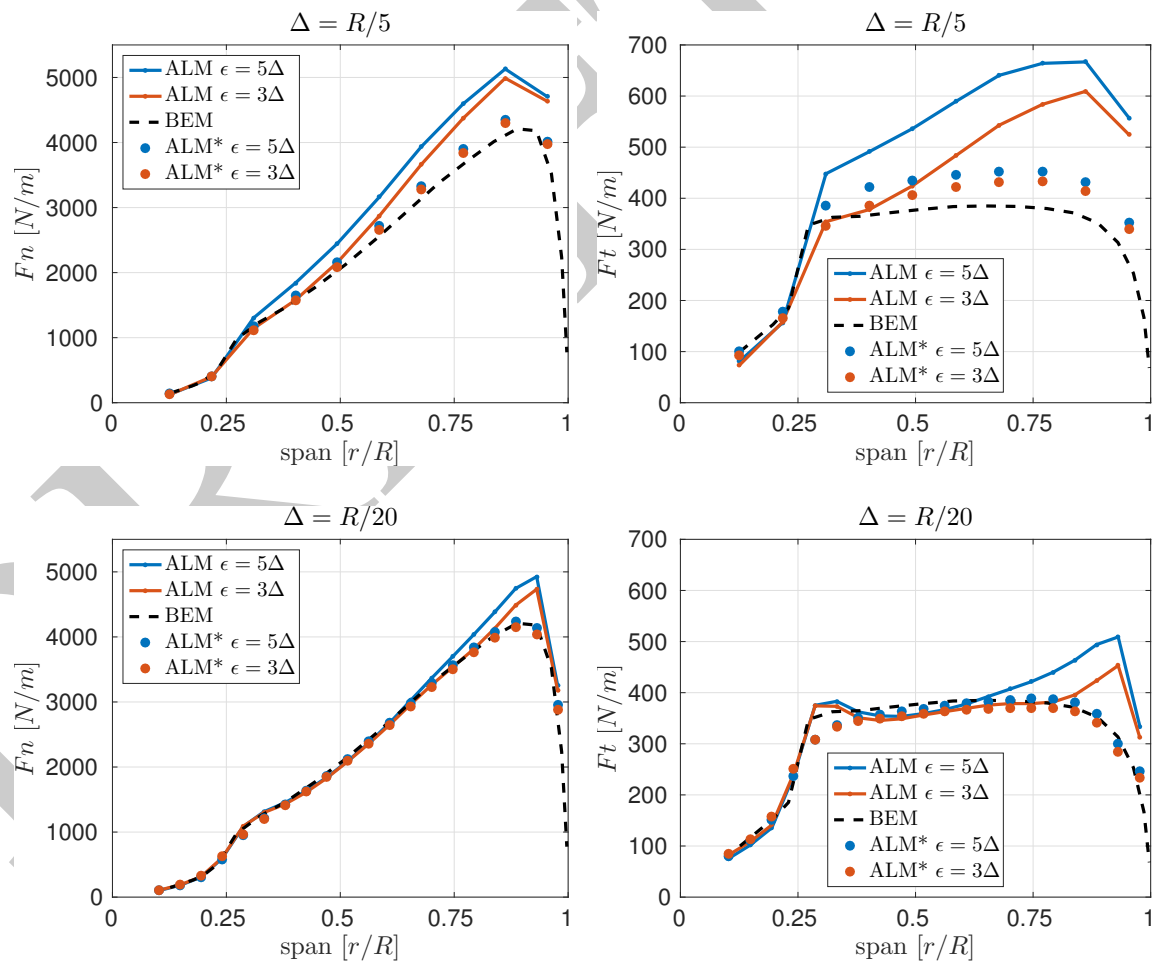 Δ = R/5
Fn [N/m]
5000
4000
3000
2000
1000
0
ALM ϵ = 5Δ
ALM ϵ = 3Δ
BEM
ALM* ϵ = 5Δ
ALM* ϵ = 3Δ
0 0.25 0.5 0.75 1
span [r/R]
Δ = R/5
Ft [N/m]
700
600
500
400
300
200
100
0
ALM ϵ = 5Δ
ALM ϵ = 3Δ
BEM
ALM* ϵ = 5Δ
ALM* ϵ = 3Δ
0 0.25 0.5 0.75 1
span [r/R]
Δ = R/20
Fn [N/m]
5000
4000
3000
2000
1000
0
ALM ϵ = 5Δ
ALM ϵ = 3Δ
BEM
ALM* ϵ = 5Δ
ALM* ϵ = 3Δ
0 0.25 0.5 0.75 1
span [r/R]
Δ = R/20
Ft [N/m]
700
600
500
400
300
200
100
0
ALM ϵ = 5Δ
ALM ϵ = 3Δ
BEM
ALM* ϵ = 5Δ
ALM* ϵ = 3Δ
0 0.25 0.5 0.75 1
span [r/R]